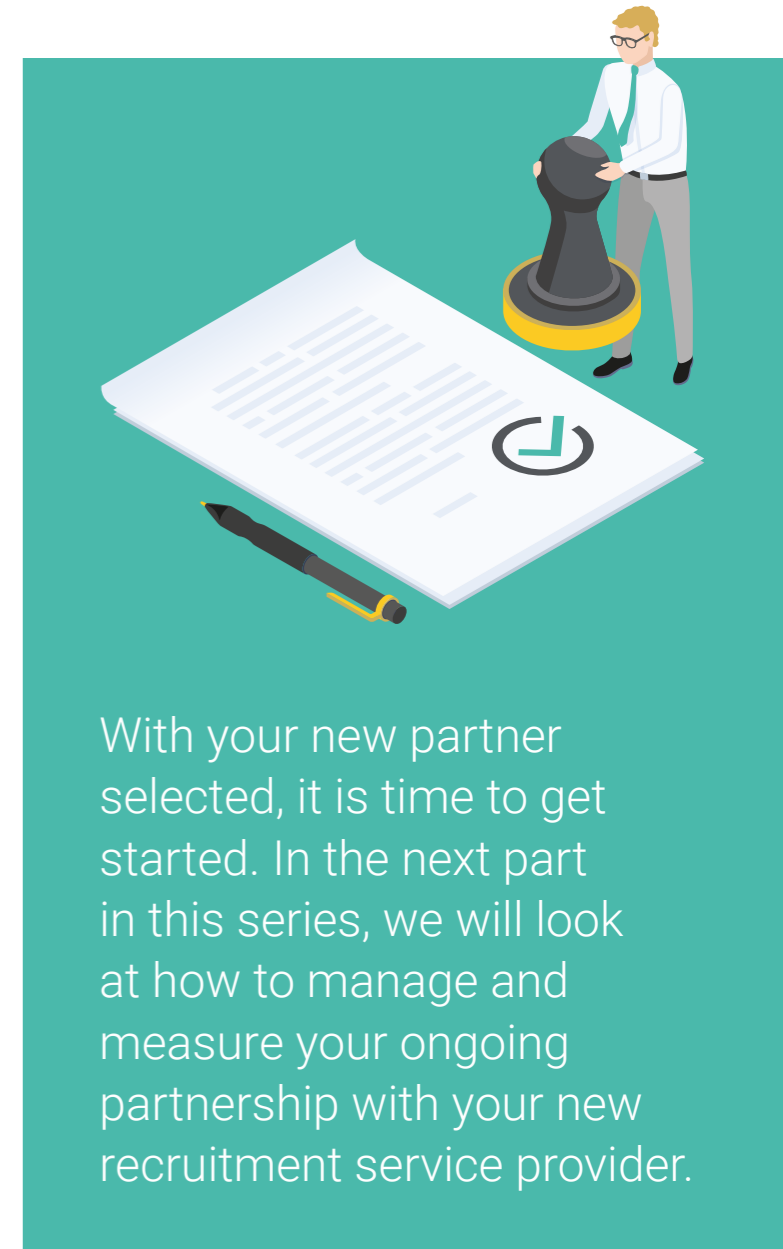 With your new partner
selected, it is time to get
started. In the next part
in this series, we will look
at how to manage and
measure your ongoing
partnership with your new
recruitment service provider.